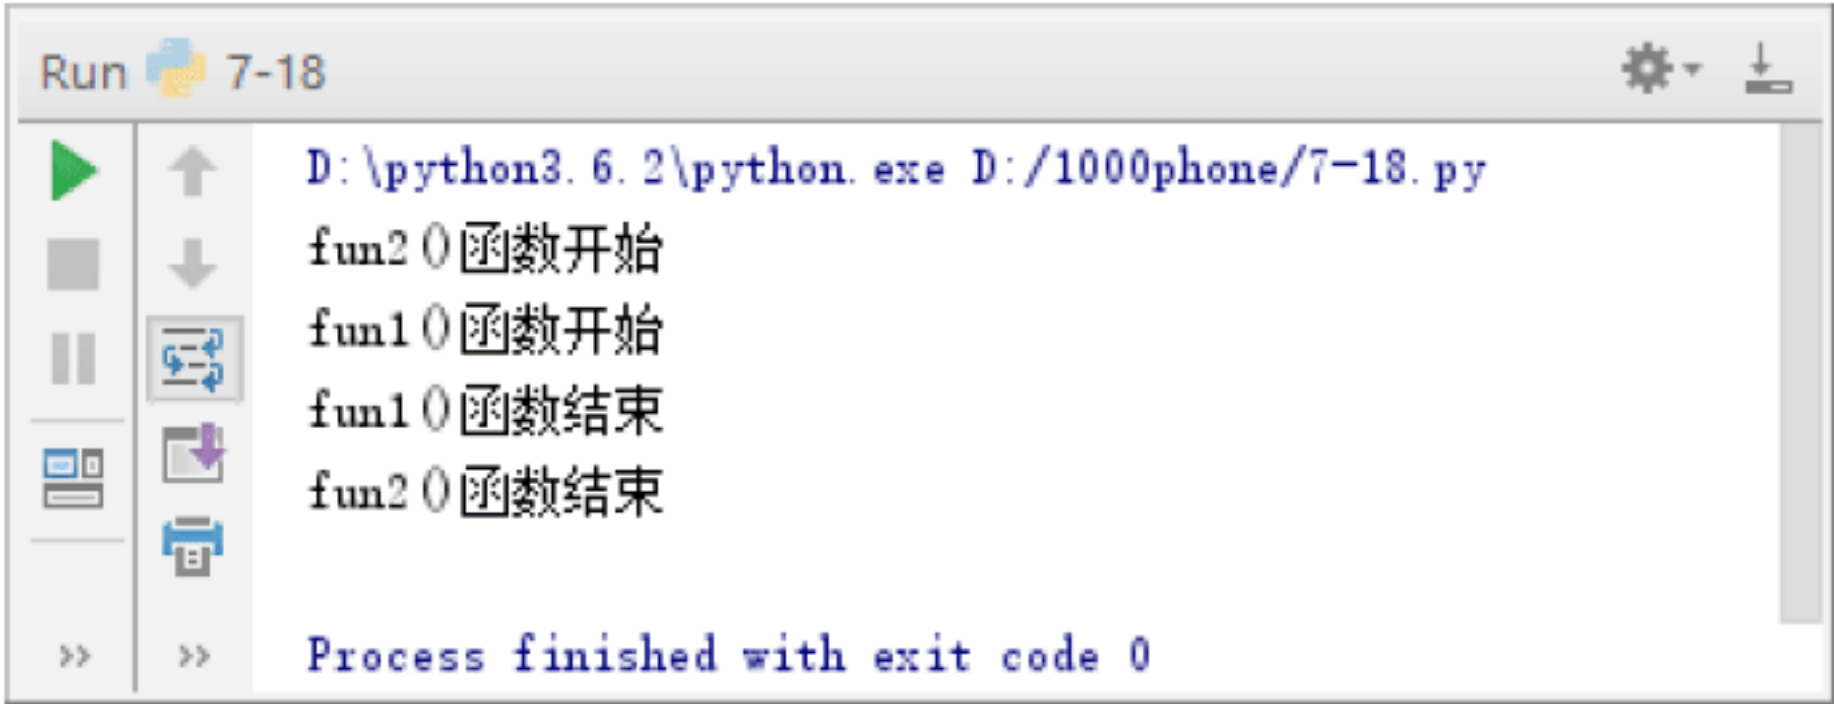 Run 7-18
D:\python3.6.2\python.exe D:/1000phone/7-18.py
fun2()函数开始
fun1()函数开始
fun1()函数结束
fun2()函数结束
Process finished with exit code 0